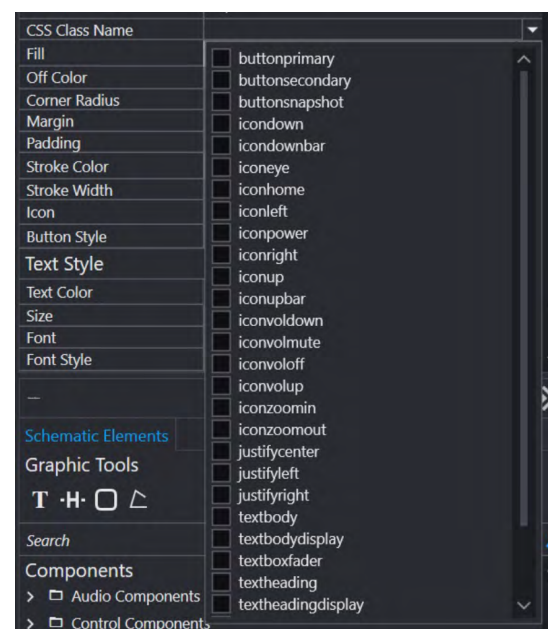 CSS Class Name
Fill
Off Color
Corner Radius
Margin
Padding
Stroke Color
Stroke Width
Icon
Button Style
Text Style
Text Color
Size
Font
Font Style
buttonprimary
buttonsecondary
buttonsnapshot
icondown
icondownbar
iconeye
iconhome
iconleft
iconpower
iconright
iconup
iconupbar
iconvoldown
iconvolmute
iconvoloff
iconvolup
iconzoomin
iconzoomout
justifycenter
justifyleft
justifyright
textbody
textbodydisplay
textboxfader
textheading
textheadingdisplay
Schematic Elements
Graphic Tools
T ·H·
Search
Components
Audio Components
Control Components